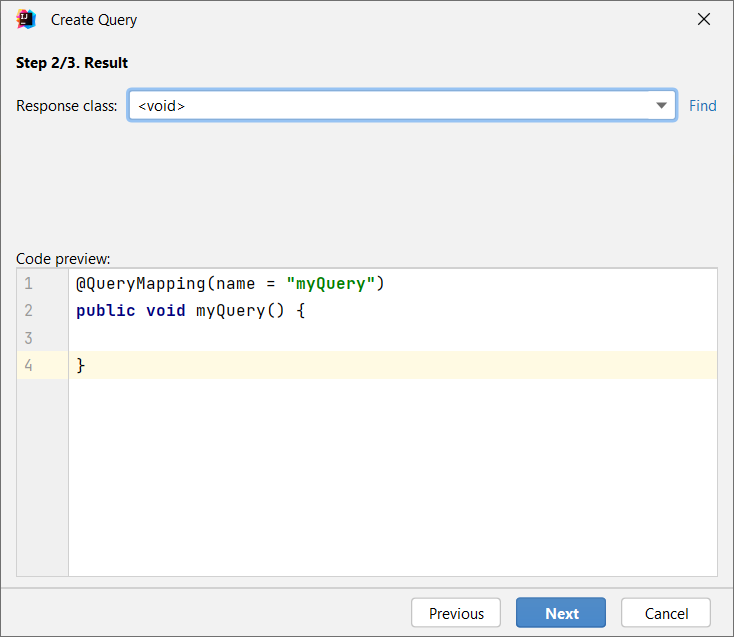 Create Query
Step 2/3. Result
Response class: <void> Find
Code preview:
1 @QueryMapping(name = "myQuery")
2 public void myQuery() {
3
4 }
Previous Next Cancel